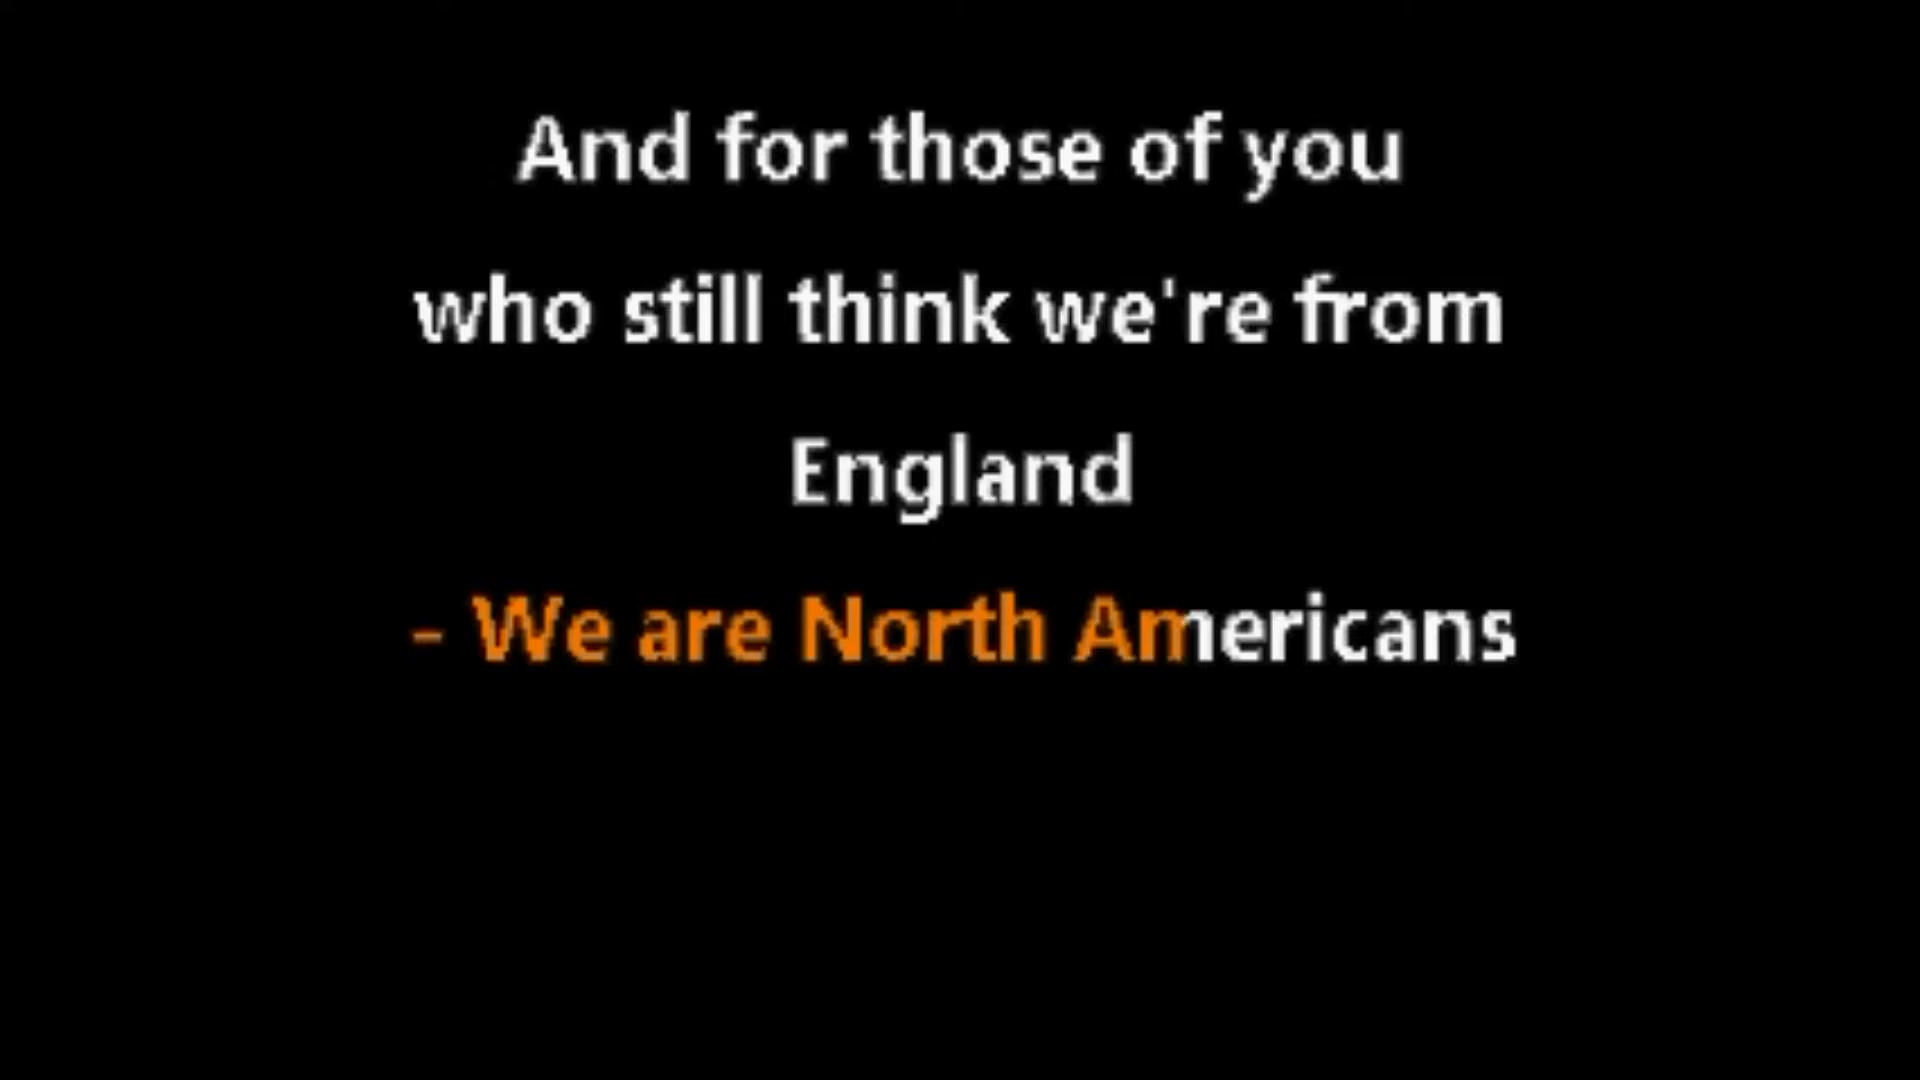 And for those of you
who still think we're from
England
- We are North Americans